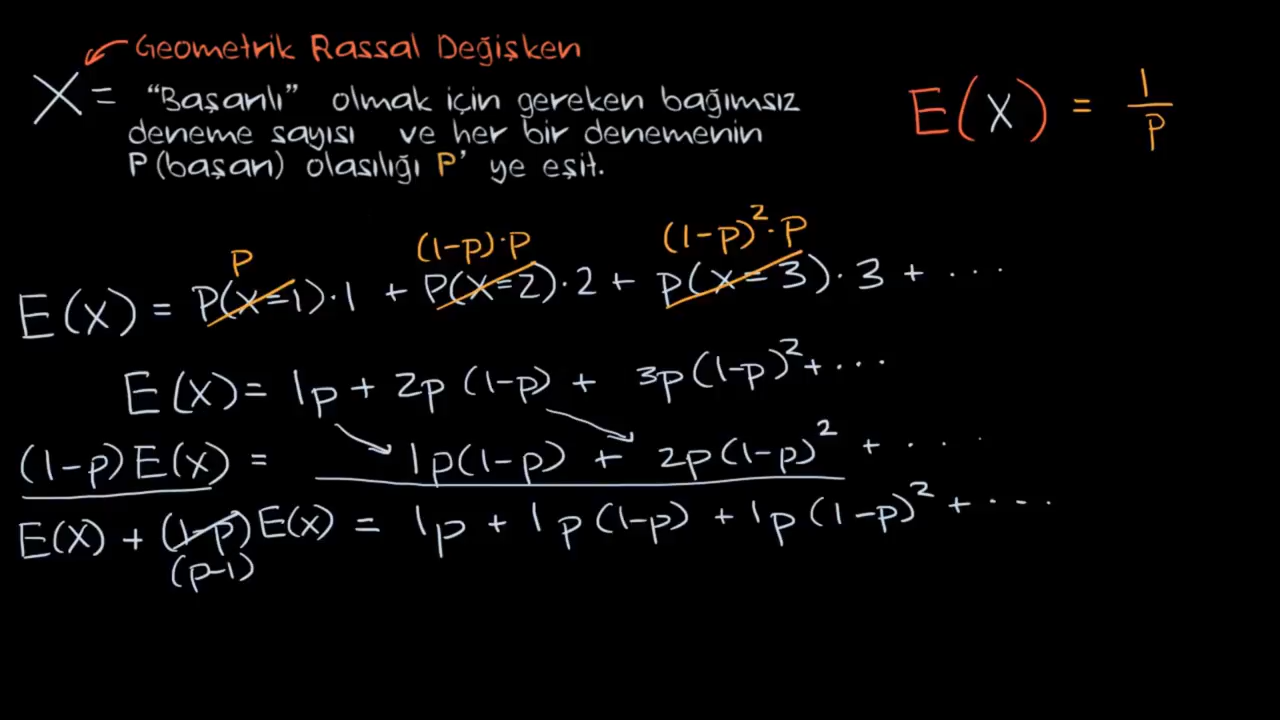 Geometrik Rassal Değişken
X = "Başarılı" olmak için gereken bağımsız
deneme sayısı ve her bir denemenin
P(başarı) olasılığı P' ye eşit.
E(X) = 1/P
P (1-p)·P (1-p)²·P
E(X) = P(X=1)·1 + P(X=2)·2 + P(X=3)·3 + ...
E(X) = 1p + 2p(1-p) + 3p(1-p)² + ...
(1-p)E(X) = 1p(1-p) + 2p(1-p)² + ...
E(X) + (1-p)E(X) = 1p + 1p(1-p) + 1p(1-p)² + ...
(p-1)